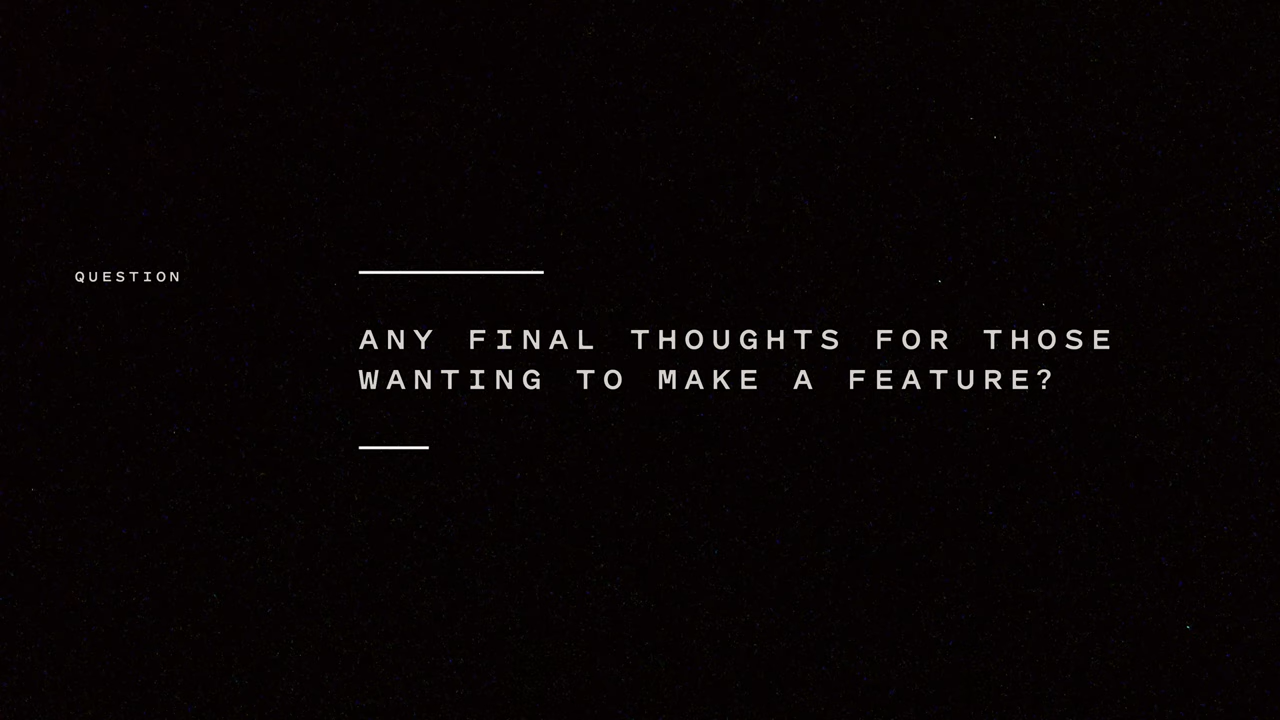 QUESTION
ANY FINAL THOUGHTS FOR THOSE
WANTING TO MAKE A FEATURE?